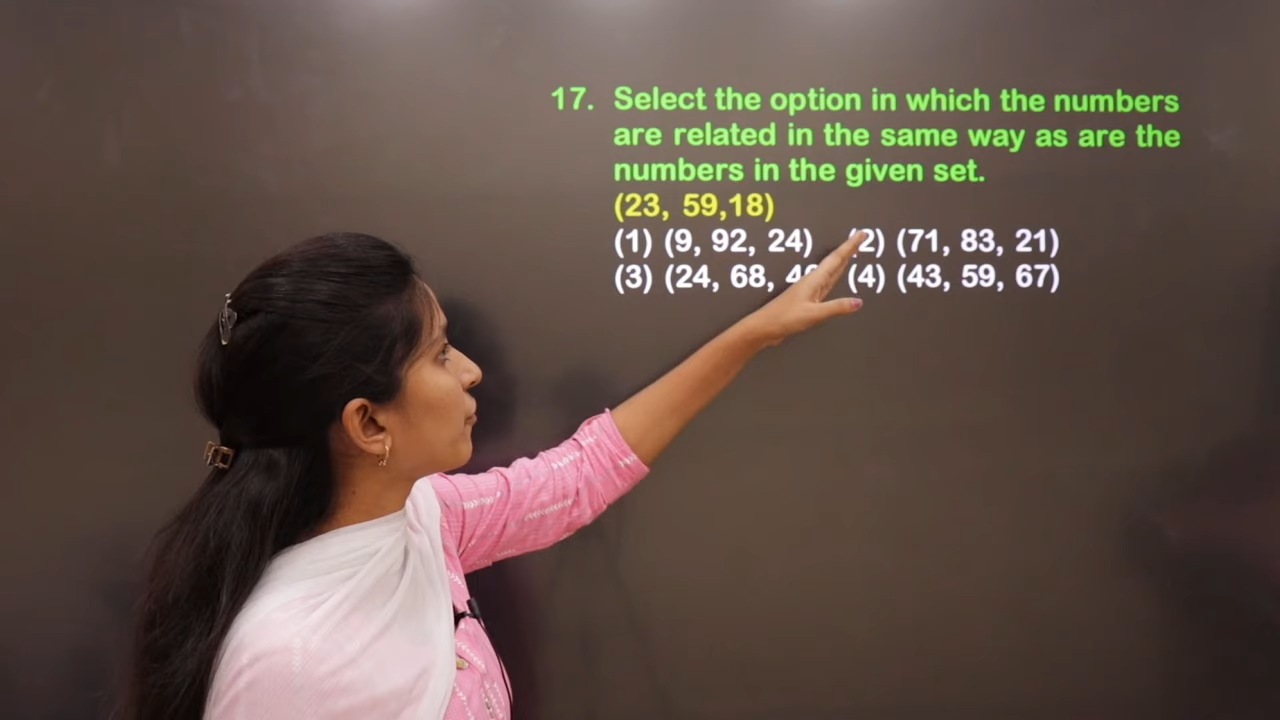 17. Select the option in which the numbers
are related in the same way as are the
numbers in the given set.
(23, 59,18)
(1) (9, 92, 24) (2) (71, 83, 21)
(3) (24, 68, (4) (43, 59, 67)